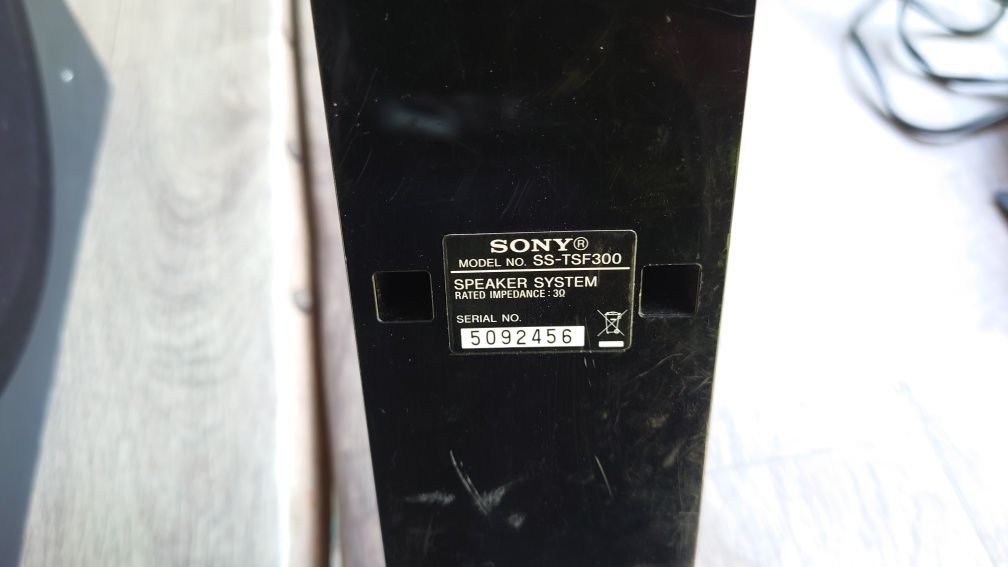 SONY®
MODEL NO. SS-TSF300
SPEAKER SYSTEM
RATED IMPEDANCE : 3Ω
SERIAL NO.
5092456